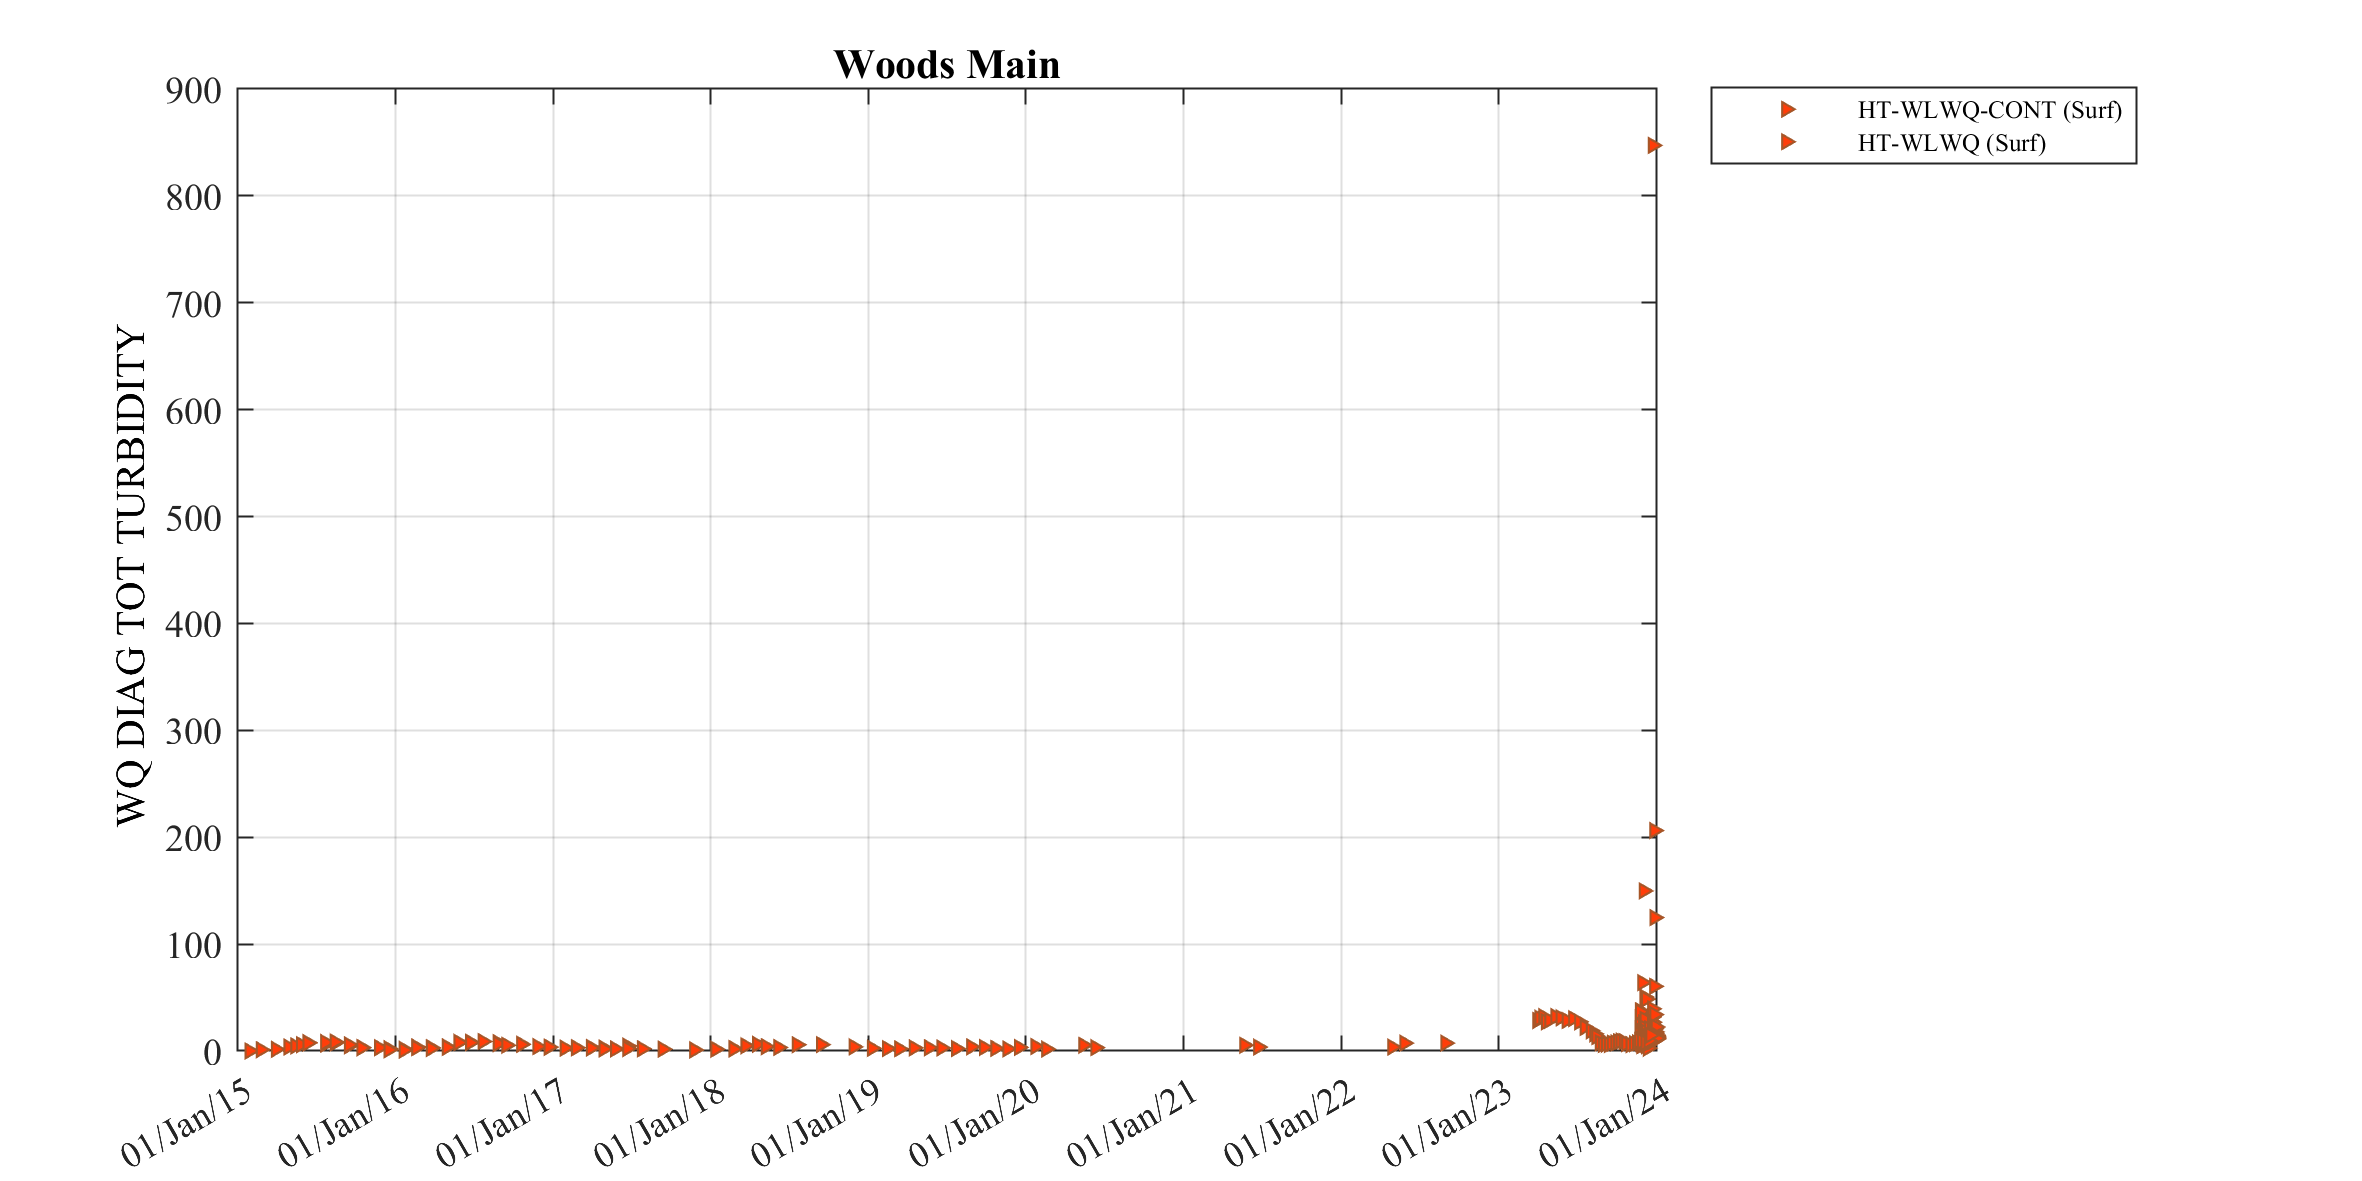 Woods Main
900
800
700
600
500
400
300
200
100
0
WQ DIAG TOT TURBIDITY
01/Jan/15
01/Jan/16
01/Jan/17
01/Jan/18
01/Jan/19
01/Jan/20
01/Jan/21
01/Jan/22
01/Jan/23
01/Jan/24
HT-WLWQ-CONT (Surf)
HT-WLWQ (Surf)